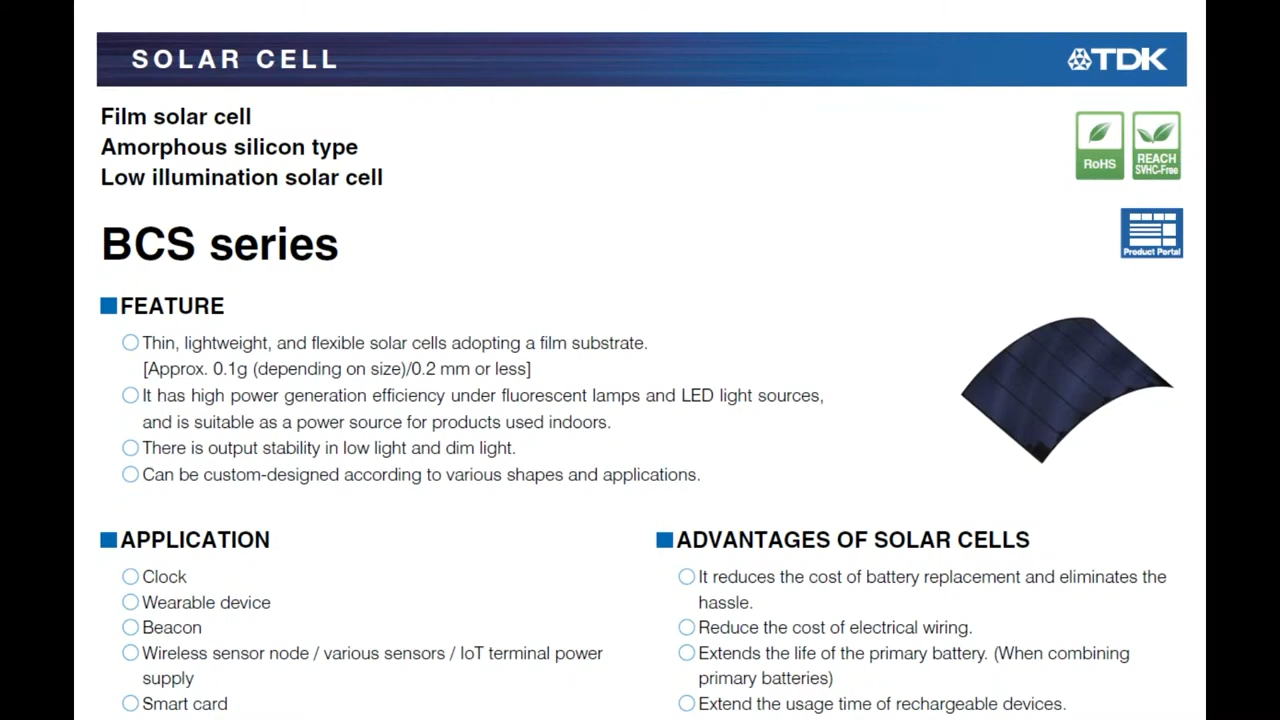 SOLAR CELL
TDK
Film solar cell
Amorphous silicon type
Low illumination solar cell
RoHS
REACH
SVHC-Free
BCS series
Product Portal
FEATURE
Thin, lightweight, and flexible solar cells adopting a film substrate.
[Approx. 0.1g (depending on size)/0.2 mm or less]
It has high power generation efficiency under fluorescent lamps and LED light sources,
and is suitable as a power source for products used indoors.
There is output stability in low light and dim light.
Can be custom-designed according to various shapes and applications.
APPLICATION
Clock
Wearable device
Beacon
Wireless sensor node / various sensors / IoT terminal power
supply
Smart card
ADVANTAGES OF SOLAR CELLS
It reduces the cost of battery replacement and eliminates the
hassle.
Reduce the cost of electrical wiring.
Extends the life of the primary battery. (When combining
primary batteries)
Extend the usage time of rechargeable devices.